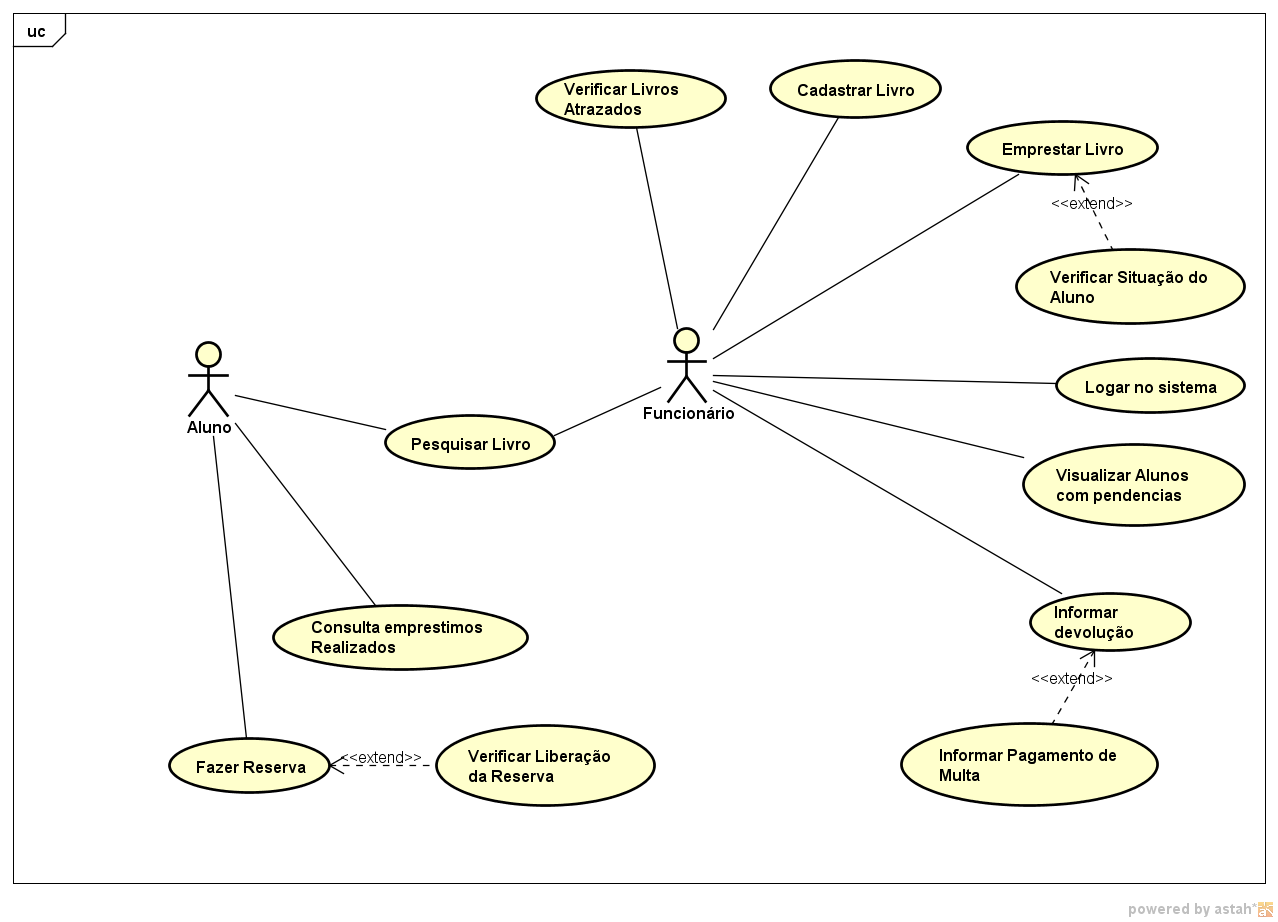 uc
Verificar Livros
Atrazados
Cadastrar Livro
Emprestar Livro
<<extend>>
Verificar Situação do
Aluno
Logar no sistema
Funcionário
Aluno
Pesquisar Livro
Visualizar Alunos
com pendencias
Informar
devolução
Consulta emprestimos
Realizados
<<extend>>
Fazer Reserva
<<extend>>
Verificar Liberação
da Reserva
Informar Pagamento de
Multa
powered by astah*